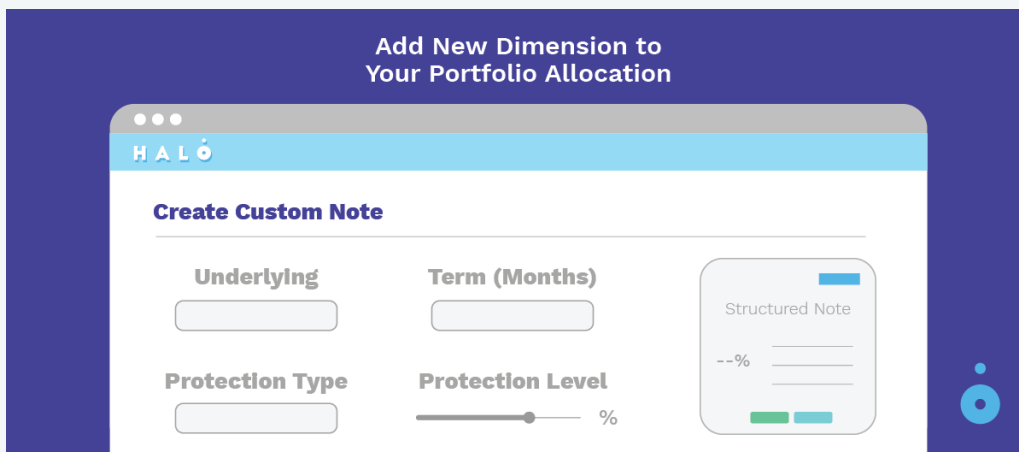 Add New Dimension to
Your Portfolio Allocation
HALO
Create Custom Note
Underlying
Term (Months)
Structured Note
--%
Protection Type
Protection Level
%